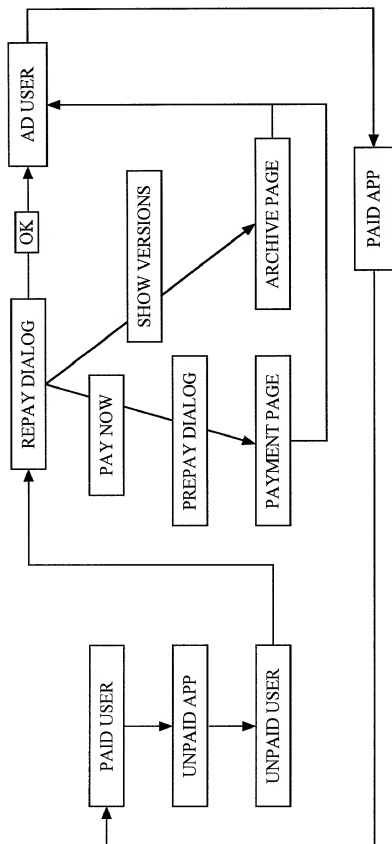 PAID USER
UNPAID APP
UNPAID USER
REPAY DIALOG
OK
AD USER
PAY NOW
SHOW VERSIONS
PREPAY DIALOG
PAYMENT PAGE
ARCHIVE PAGE
PAID APP